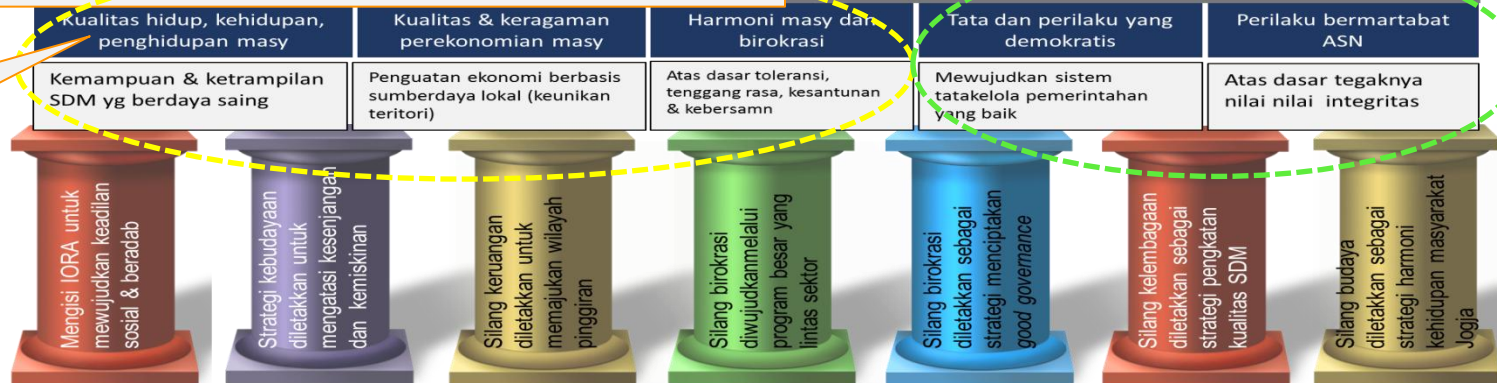 Kualitas hidup, kehidupan,
penghidupan masy
Kualitas & keragaman
perekonomian masy
Harmoni masy dan
birokrasi
Tata dan perilaku yang
demokratis
Perilaku bermartabat
ASN
Kemampuan & ketrampilan
SDM yg berdaya saing
Penguatan ekonomi berbasis
sumberdaya lokal (keunikan
teritori)
Atas dasar toleransi,
tenggang rasa, kesantunan
& kebersamn
Mewujudkan sistem
tatakelola pemerintahan
yang baik
Atas dasar tegaknya
nilai nilai integritas
Mengisi IORA untuk
mewujudkan keadilan
sosial & beradab
Strategi kebudayaan
diletakkan untuk
mengatasi kesenjangan
dan kemiskinan
Silang keruangan
diletakkan untuk
memajukan wilayah
pinggiran
Silang birokrasi
diwujudkanmelalui
program besar yang
lintas sektor
Silang birokrasi
diletakkan sebagai
strategi menciptakan
good governance
Silang kelembagaan
dietakkan sebagai
strategi pengkatan
kualitas SDM
Silang budaya
diletakkan sebagai
strategi harmoni
kehidupan masyarakat
Jogja